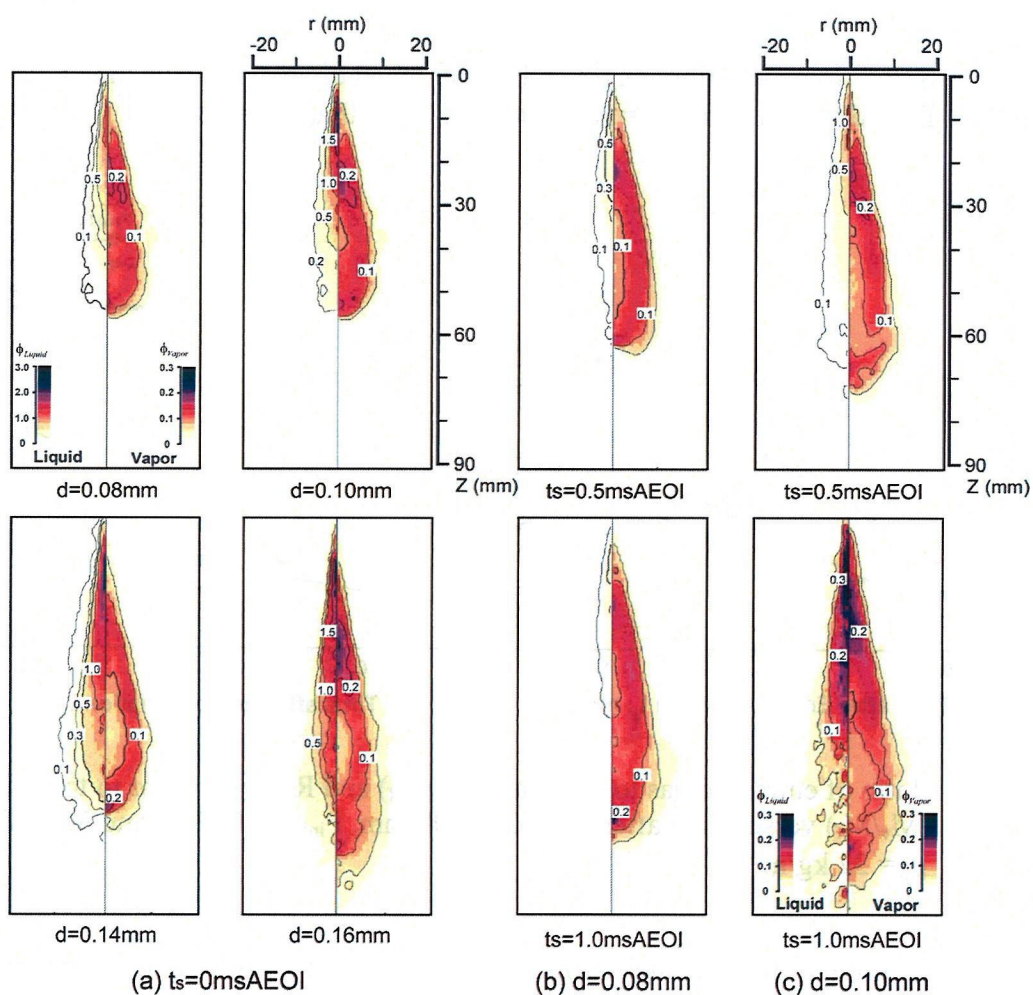 r (mm)
-20 0 20
r (mm)
-20 0 20
0.5
0.2
0.1
0.1
ϕLiquid
3.0
2.0
1.0
0
Liquid
ϕVapor
0.3
0.2
0.1
0
Vapor
d=0.08mm
1.5
0.2
1.0
0.5
0.2
0.1
d=0.10mm
0
30
60
90
Z (mm)
0.5
0.3
0.1
0.1
0.1
ts=0.5msAEOI
1.0
0.5
0.2
0.1
0.1
ts=0.5msAEOI
0
30
60
90
Z (mm)
1.0
0.5
0.3
0.1
0.1
0.2
d=0.14mm
1.5
1.0
0.2
0.5
0.1
d=0.16mm
0.1
0.2
ts=1.0msAEOI
0.3
0.2
0.2
0.1
0.1
ϕLiquid
0.3
0.2
0.1
0
Liquid
ϕVapor
0.3
0.2
0.1
0
Vapor
ts=1.0msAEOI
(a) ts=0msAEOI
(b) d=0.08mm
(c) d=0.10mm